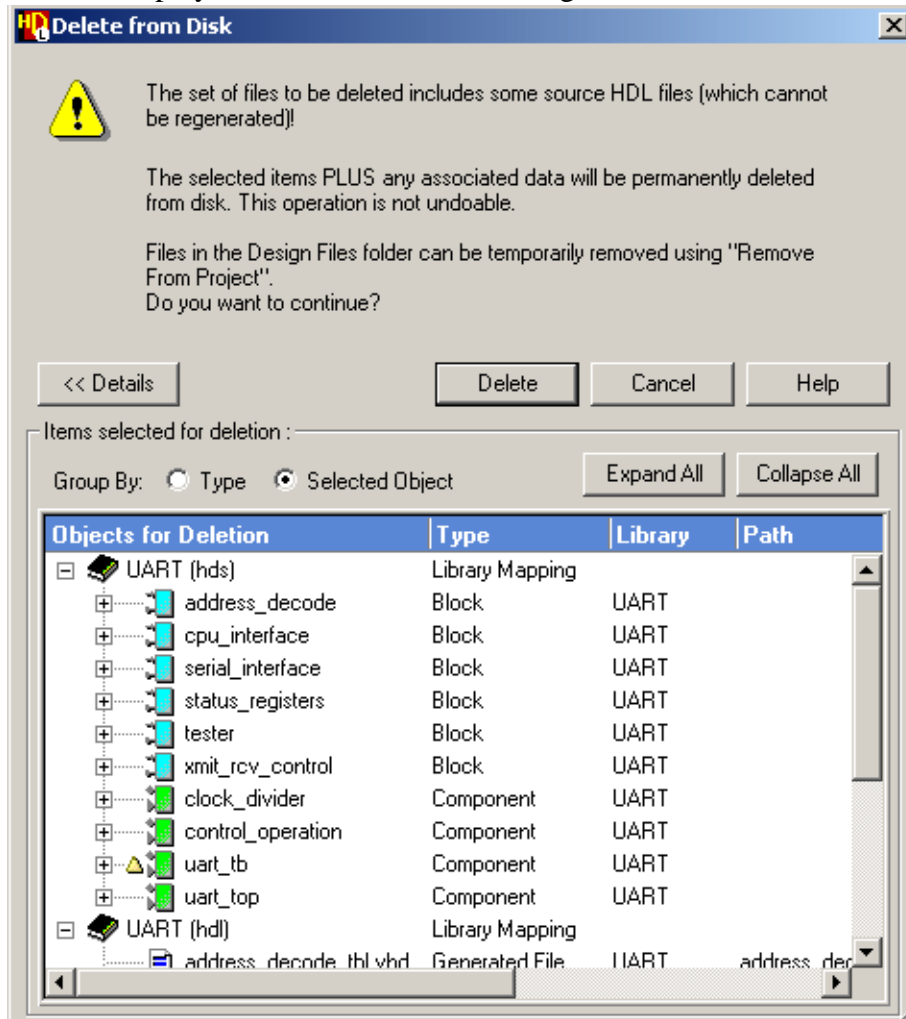 Delete from Disk
The set of files to be deleted includes some source HDL files (which cannot
be regenerated)!
The selected items PLUS any associated data will be permanently deleted
from disk. This operation is not undoable.
Files in the Design Files folder can be temporarily removed using "Remove
From Project".
Do you want to continue?
<< Details Delete Cancel Help
Items selected for deletion :
Group By: Type Selected Object Expand All Collapse All
Objects for Deletion Type Library Path
UART (hds) Library Mapping
address_decode Block UART
cpu_interface Block UART
serial_interface Block UART
status_registers Block UART
tester Block UART
xmit_rcv_control Block UART
clock_divider Component UART
control_operation Component UART
uart_tb Component UART
uart_top Component UART
UART (hdl) Library Mapping
address_decode_tbl.vhd Generated File UART address_dec